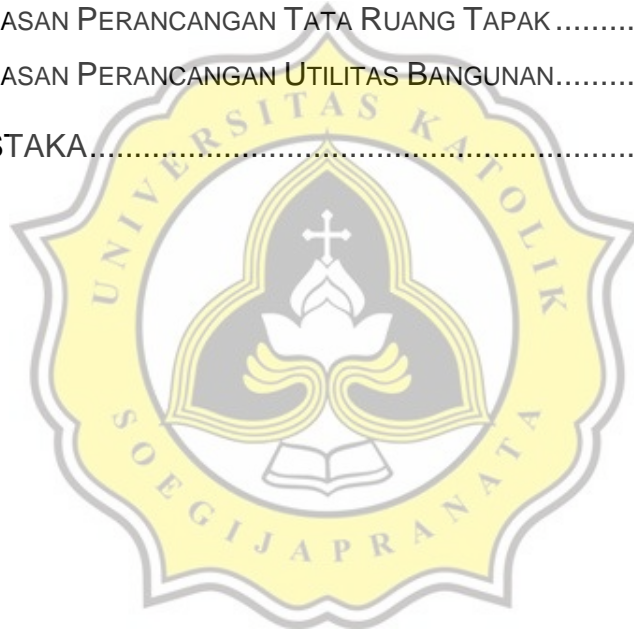 ASAN PERANCANGAN TATA RUANG TAPAK.........
ASAN PERANCANGAN UTILITAS BANGUNAN.........
STAKA.........
UNIVERSITAS KATOLIK
SOEGIJAPRANATA